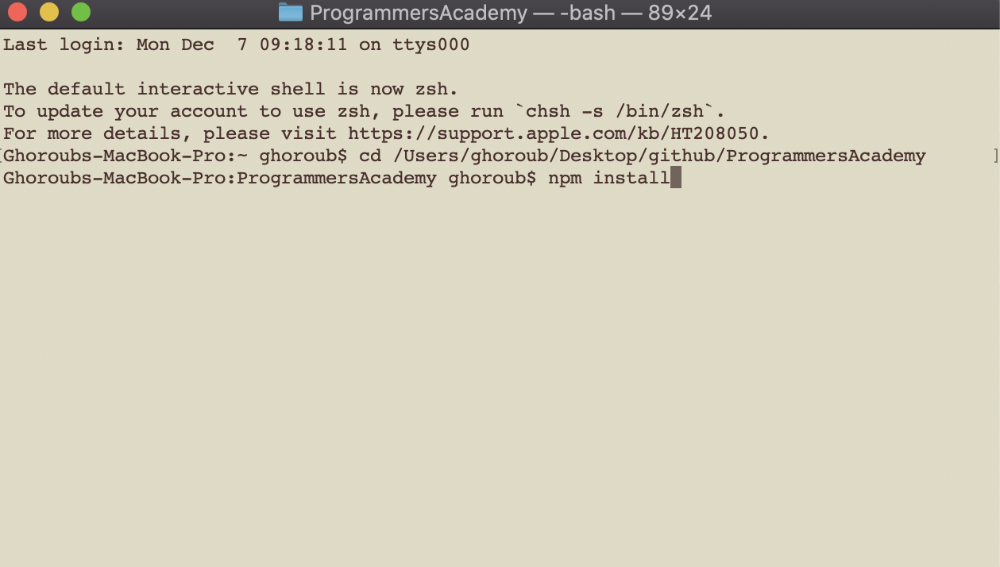 ProgrammersAcademy — -bash — 89×24
Last login: Mon Dec  7 09:18:11 on ttys000
The default interactive shell is now zsh.
To update your account to use zsh, please run `chsh -s /bin/zsh`.
For more details, please visit https://support.apple.com/kb/HT208050.
[Ghoroubs-MacBook-Pro:~ ghoroub$ cd /Users/ghoroub/Desktop/github/ProgrammersAcademy ]
Ghoroubs-MacBook-Pro:ProgrammersAcademy ghoroub$ npm install